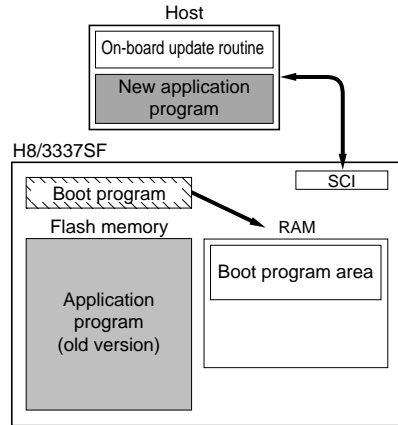 Host
On-board update routine
New application
program
H8/3337SF
SCI
Boot program
Flash memory
RAM
Boot program area
Application
program
(old version)